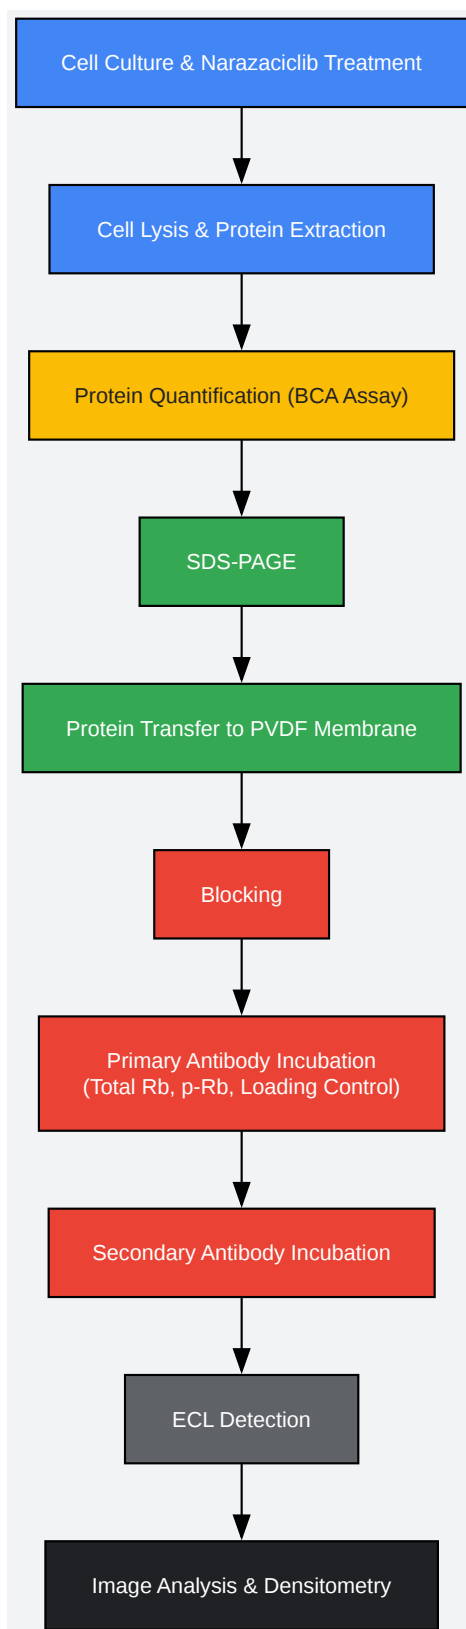 Cell Culture & Narazaciclib Treatment
Cell Lysis & Protein Extraction
Protein Quantification (BCA Assay)
SDS-PAGE
Protein Transfer to PVDF Membrane
Blocking
Primary Antibody Incubation
(Total Rb, p-Rb, Loading Control)
Secondary Antibody Incubation
ECL Detection
Image Analysis & Densitometry